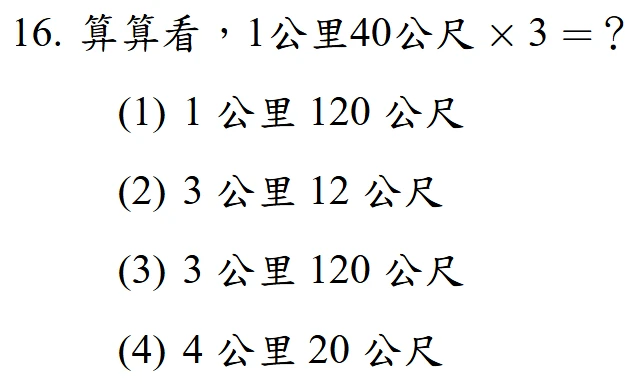 16. 算算看，1公里40公尺 × 3 = ?
(1) 1 公里 120 公尺
(2) 3 公里 12 公尺
(3) 3 公里 120 公尺
(4) 4 公里 20 公尺